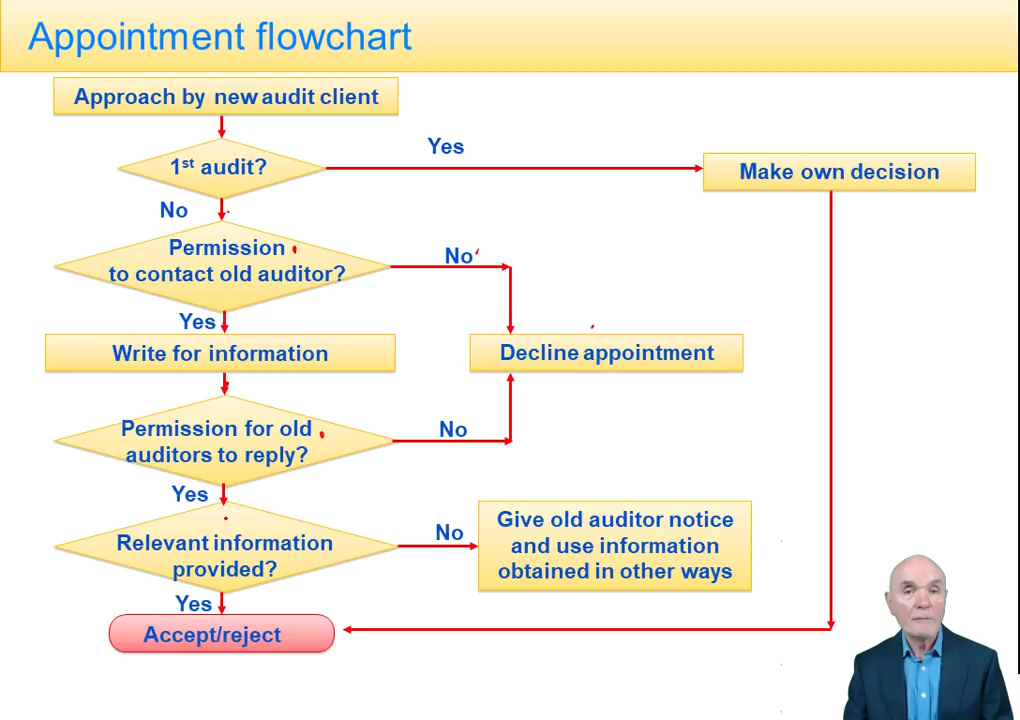 Appointment flowchart
Approach by new audit client
Yes
1st audit?
Make own decision
No
Permission
to contact old auditor?
No
Yes
Write for information
Decline appointment
Permission for old
auditors to reply?
No
Yes
Relevant information
provided?
No
Give old auditor notice
and use information
obtained in other ways
Yes
Accept/reject